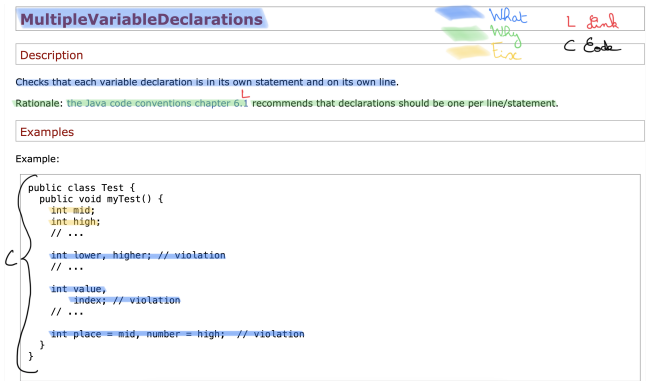 MultipleVariableDeclarations
What
L Link
Why
C Code
Fix
Description
Checks that each variable declaration is in its own statement and on its own line.
L
Rationale: the Java code conventions chapter 6.1 recommends that declarations should be one per line/statement.
Examples
Example:
C
public class Test {
public void myTest() {
int mid;
int high;
// ...
int lower, higher; // violation
// ...
int value,
index; // violation
// ...
int place = mid, number = high;  // violation
}
}